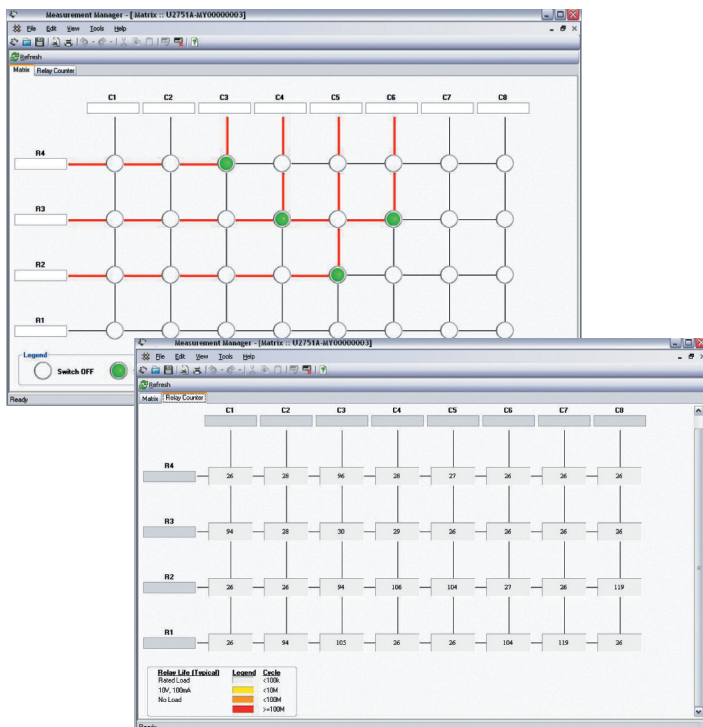 Measurement Manager - [Matrix :: U2751A-MY00000003]
File Edit View Tools Help
Refresh
Matrix Relay Counter
C1 C2 C3 C4 C5 C6 C7 C8
R4
R3
R2
R1
Legend
Switch OFF
Ready
Measurement Manager - [Matrix :: U2751A-MY00000003]
File Edit View Tools Help
Refresh
Matrix Relay Counter
C1 C2 C3 C4 C5 C6 C7 C8
R4
26 28 96 28 27 26 26 26
R3
94 28 30 29 26 26 26 26
R2
26 26 94 106 104 27 26 119
R1
26 94 105 26 26 104 119 26
Relay Life (Typical) Legend Cycle
Rated Load <100k
10V, 100mA <10M
No Load <100M
>=100M
Ready